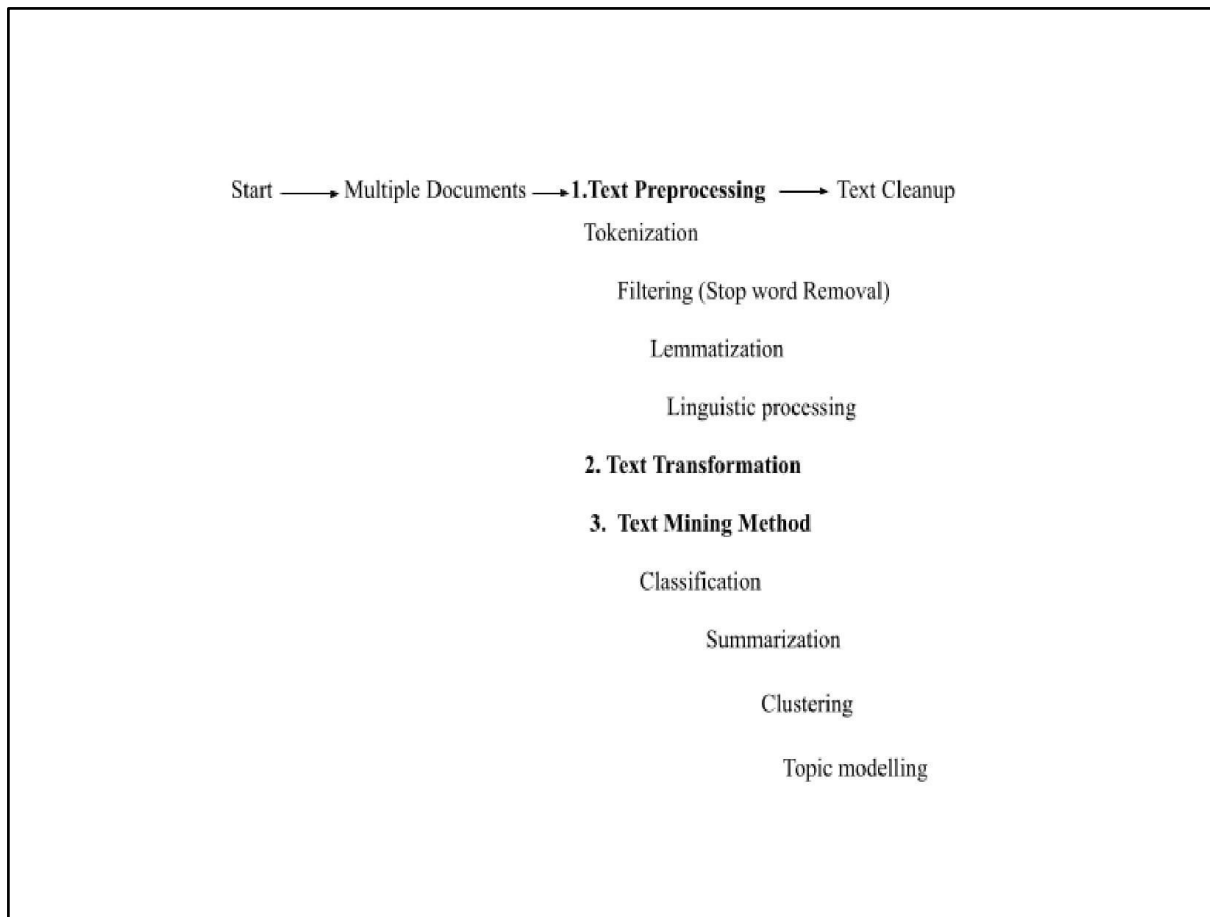 Start Multiple Documents 1.Text Preprocessing Text Cleanup
Tokenization
Filtering (Stop word Removal)
Lemmatization
Linguistic processing
2. Text Transformation
3. Text Mining Method
Classification
Summarization
Clustering
Topic modelling